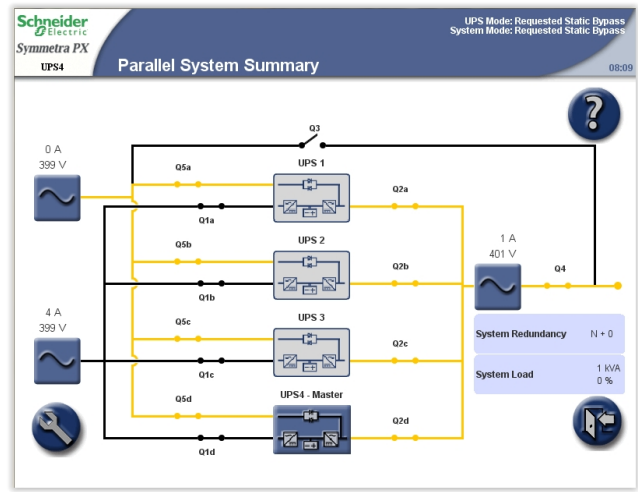 Schneider
Electric
Symmetra PX
UPS4
Parallel System Summary
UPS Mode: Requested Static Bypass
System Mode: Requested Static Bypass
08:09
?
Q3
0 A
399 V
Q5a
UPS 1
Q2a
Q1a
Q5b
UPS 2
Q2b
Q1b
1 A
401 V
Q4
4 A
399 V
Q5c
UPS 3
Q2c
Q1c
System Redundancy N + 0
System Load 1 kVA
0 %
Q5d
UPS4 - Master
Q2d
Q1d